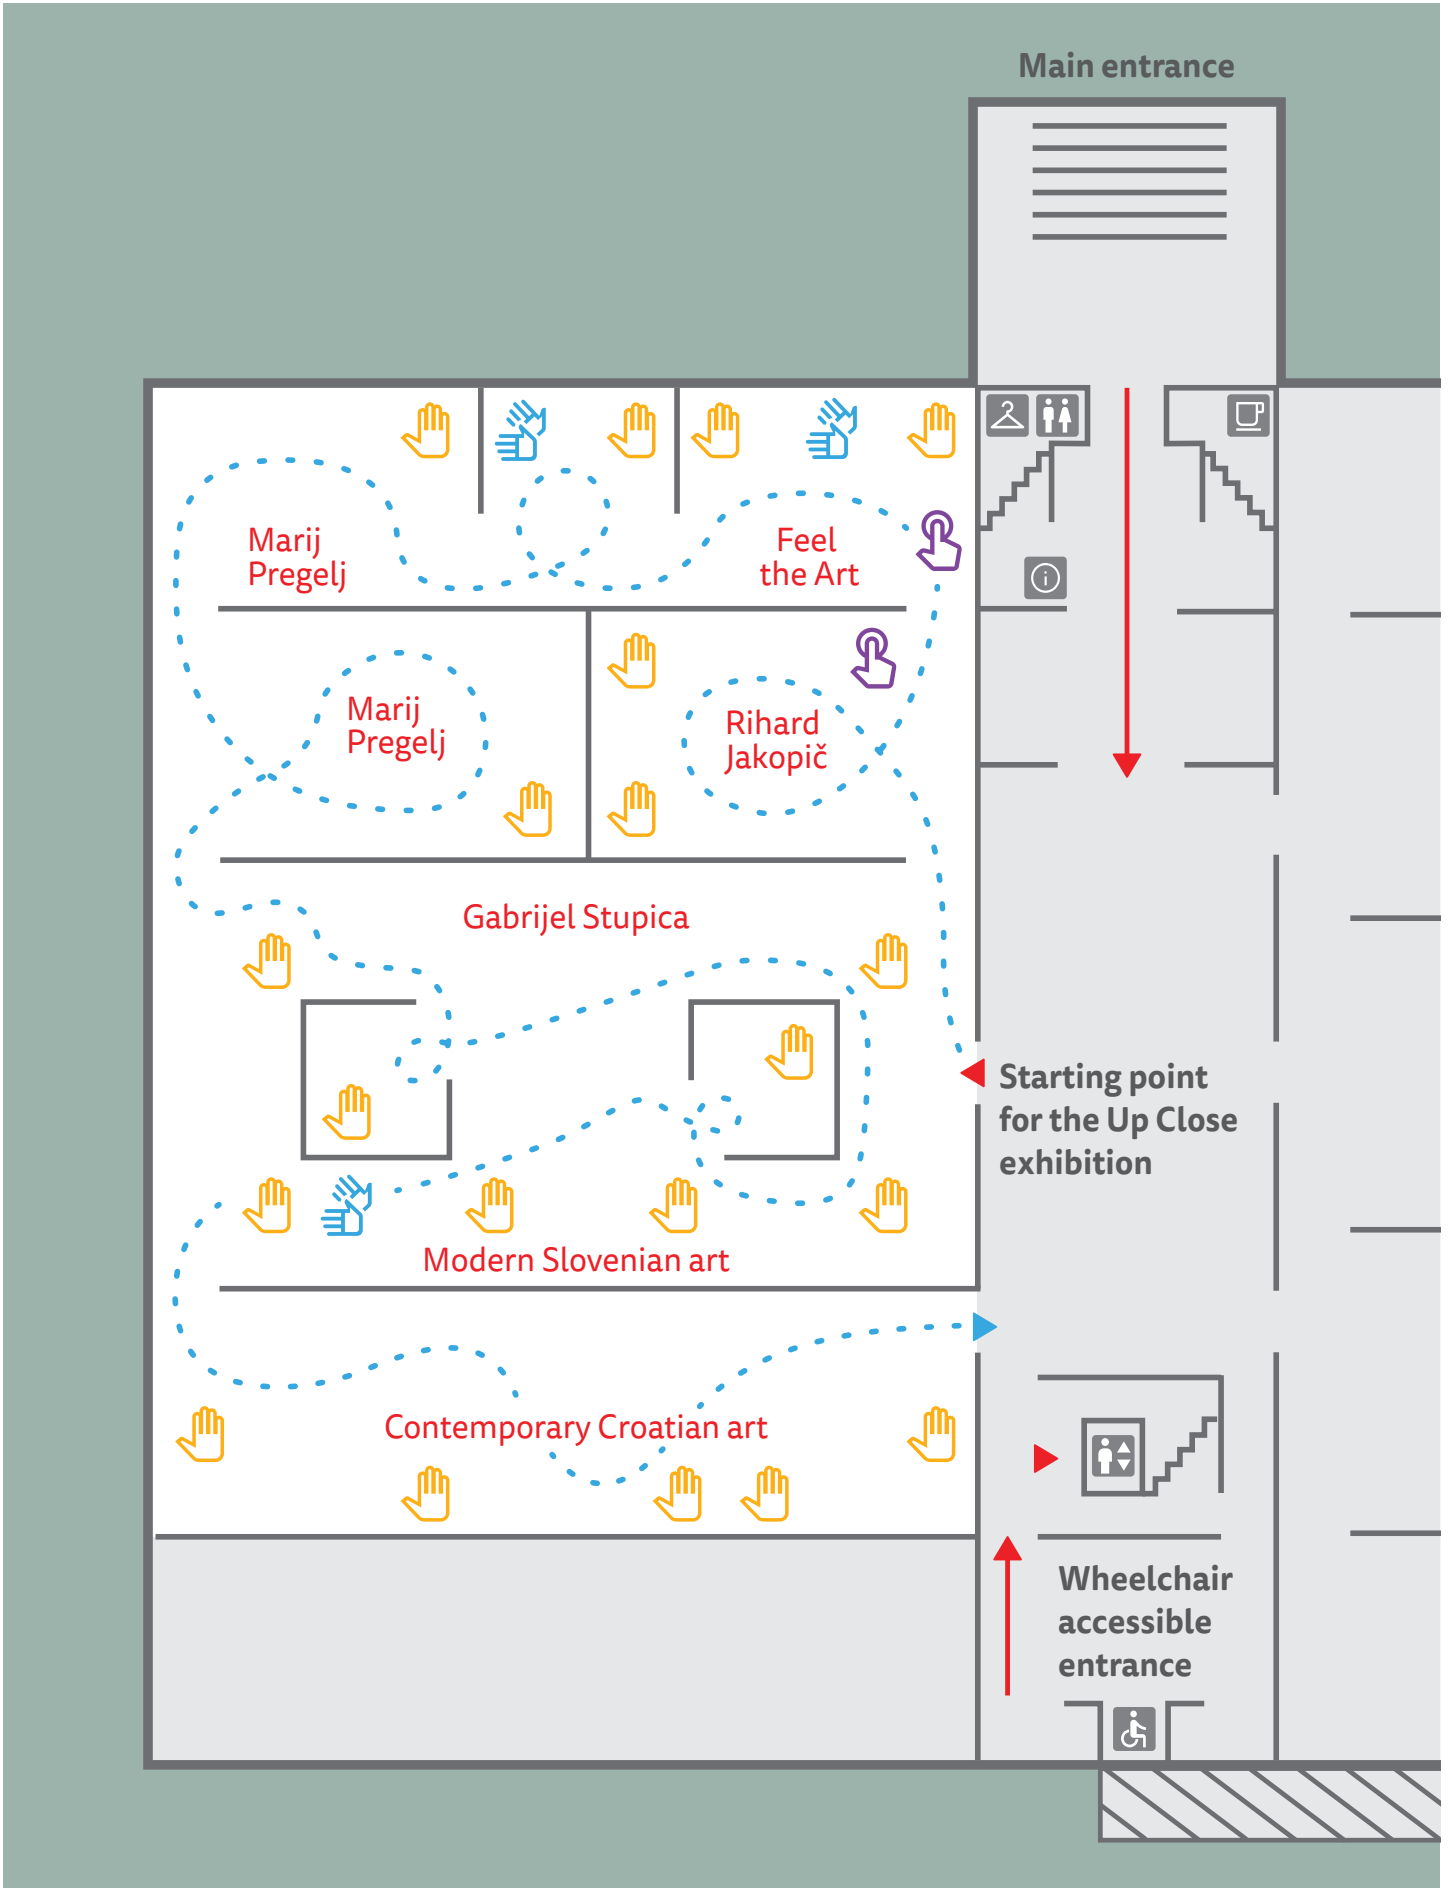 Main entrance
Marij
Pregelj
Feel
the Art
Marij
Pregelj
Rihard
Jakopič
Gabrijel Stupica
Starting point
for the Up Close
exhibition
Modern Slovenian art
Contemporary Croatian art
Wheelchair
accessible
entrance